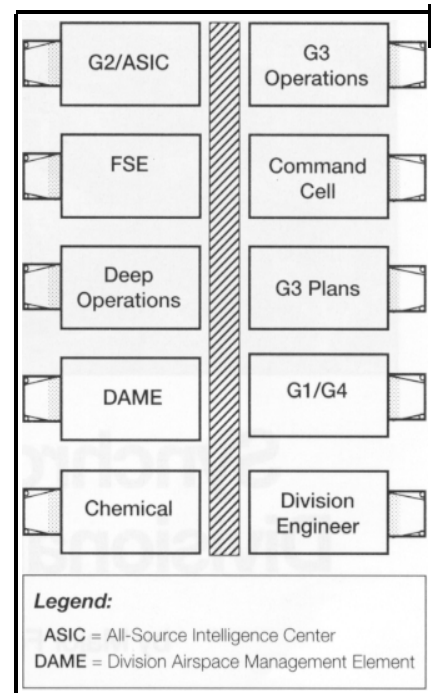 G2/ASIC
G3
Operations
FSE
Command
Cell
Deep
Operations
G3 Plans
DAME
G1/G4
Chemical
Division
Engineer
Legend:
ASIC = All-Source Intelligence Center
DAME = Division Airspace Management Element